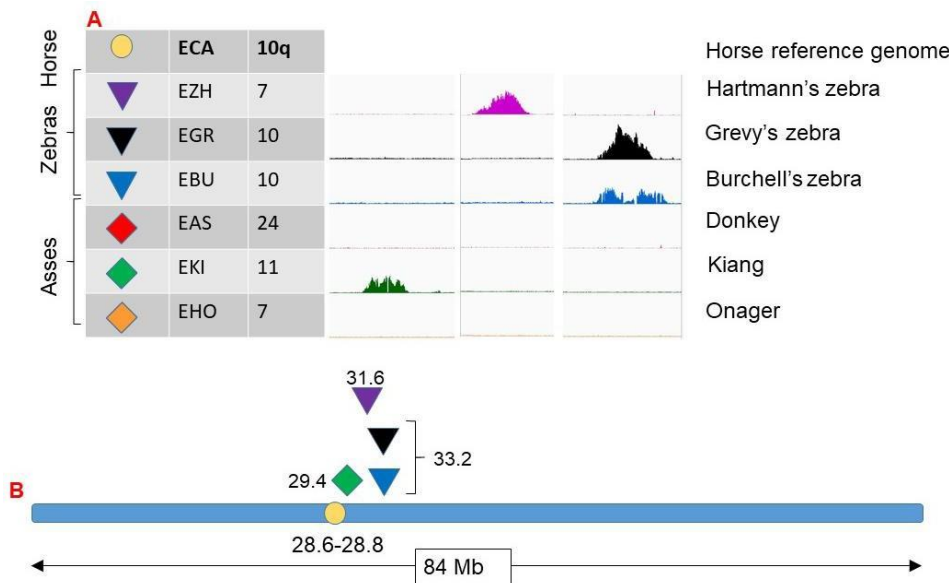 A
Horse
Zebras
Asses
ECA 10q Horse reference genome
EZH 7 Hartmann's zebra
EGR 10 Grevy's zebra
EBU 10 Burchell's zebra
EAS 24 Donkey
EKI 11 Kiang
EHO 7 Onager
31.6
33.2
29.4
B
28.6-28.8
84 Mb